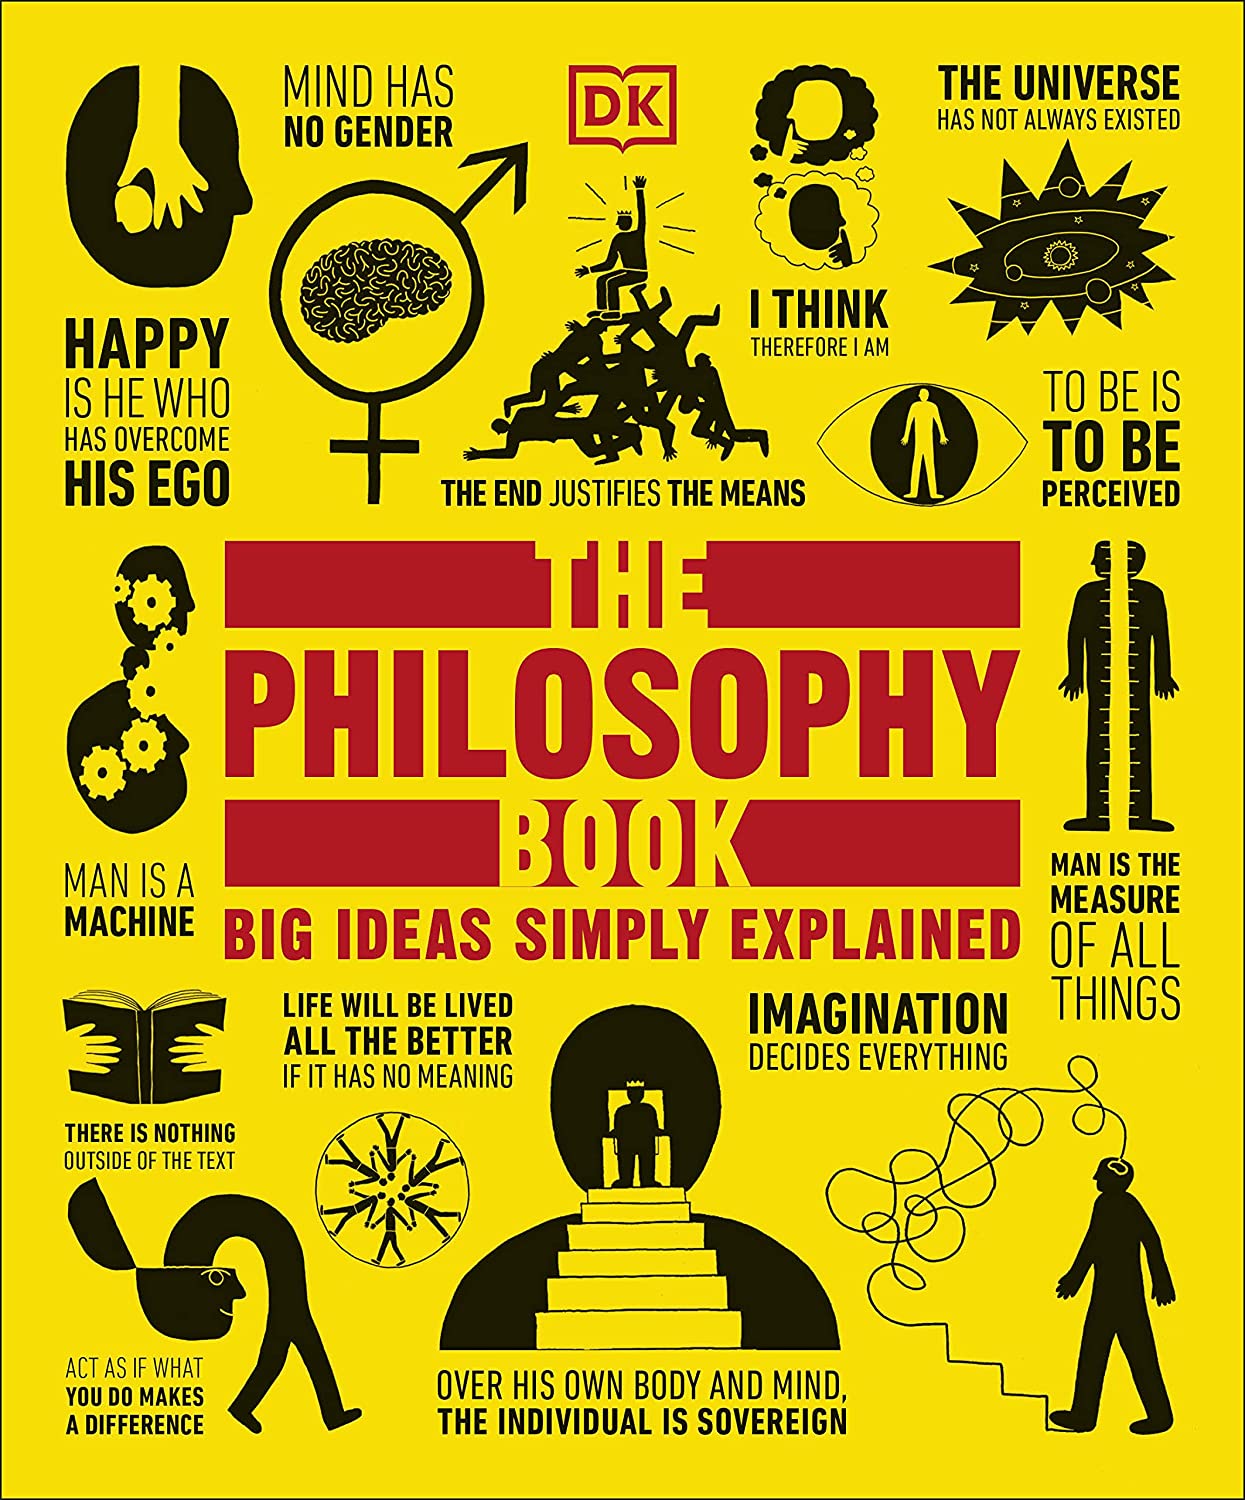 MIND HAS
NO GENDER
DK
THE UNIVERSE
HAS NOT ALWAYS EXISTED
HAPPY
IS HE WHO
HAS OVERCOME
HIS EGO
I THINK
THEREFORE I AM
THE END JUSTIFIES THE MEANS
TO BE IS
TO BE
PERCEIVED
THE
PHILOSOPHY
BOOK
BIG IDEAS SIMPLY EXPLAINED
MAN IS A
MACHINE
MAN IS THE
MEASURE
OF ALL
THINGS
THERE IS NOTHING
OUTSIDE OF THE TEXT
LIFE WILL BE LIVED
ALL THE BETTER
IF IT HAS NO MEANING
IMAGINATION
DECIDES EVERYTHING
ACT AS IF WHAT
YOU DO MAKES
A DIFFERENCE
OVER HIS OWN BODY AND MIND,
THE INDIVIDUAL IS SOVEREIGN